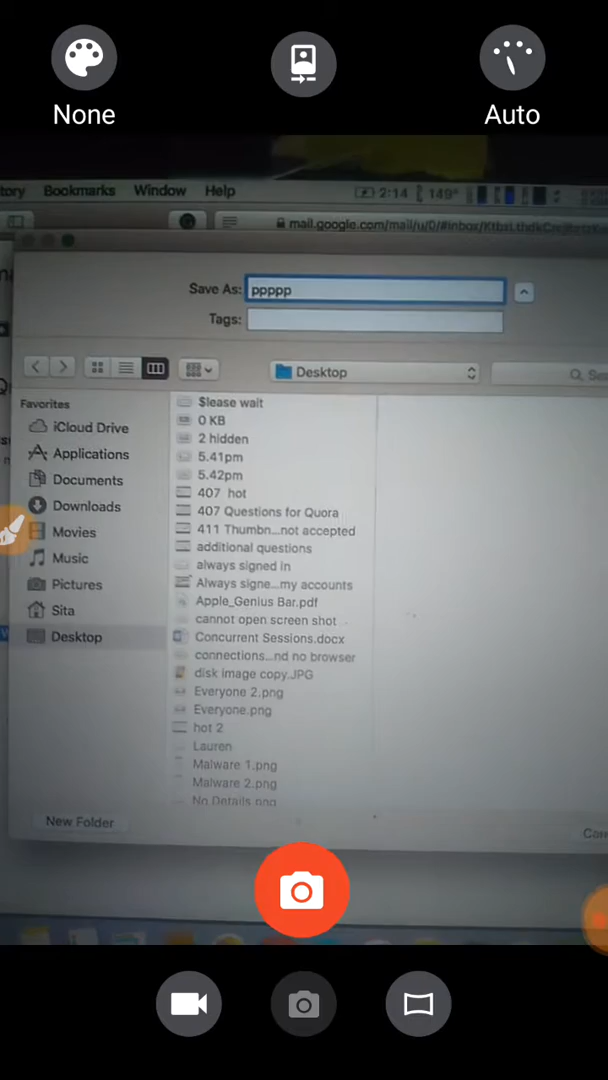 None
Auto
Bookmarks Window Help
2:14 149°
mail.google.com/mail/u/0/#inbox/
Save As: ppppp
Tags:
Desktop
Favorites
iCloud Drive
Applications
Documents
Downloads
Movies
Music
Pictures
Sita
Desktop
$lease wait
0 KB
2 hidden
5.41pm
5.42pm
407 hot
407 Questions for Quora
411 Thumbn...not accepted
additional questions
always signed in
Always signe...my accounts
Apple_Genius Bar.pdf
cannot open screen shot
Concurrent Sessions.docx
connections...nd no browser
disk image copy.JPG
Everyone 2.png
Everyone.png
hot 2
Lauren
Malware 1.png
Malware 2.png
No Details.png
New Folder